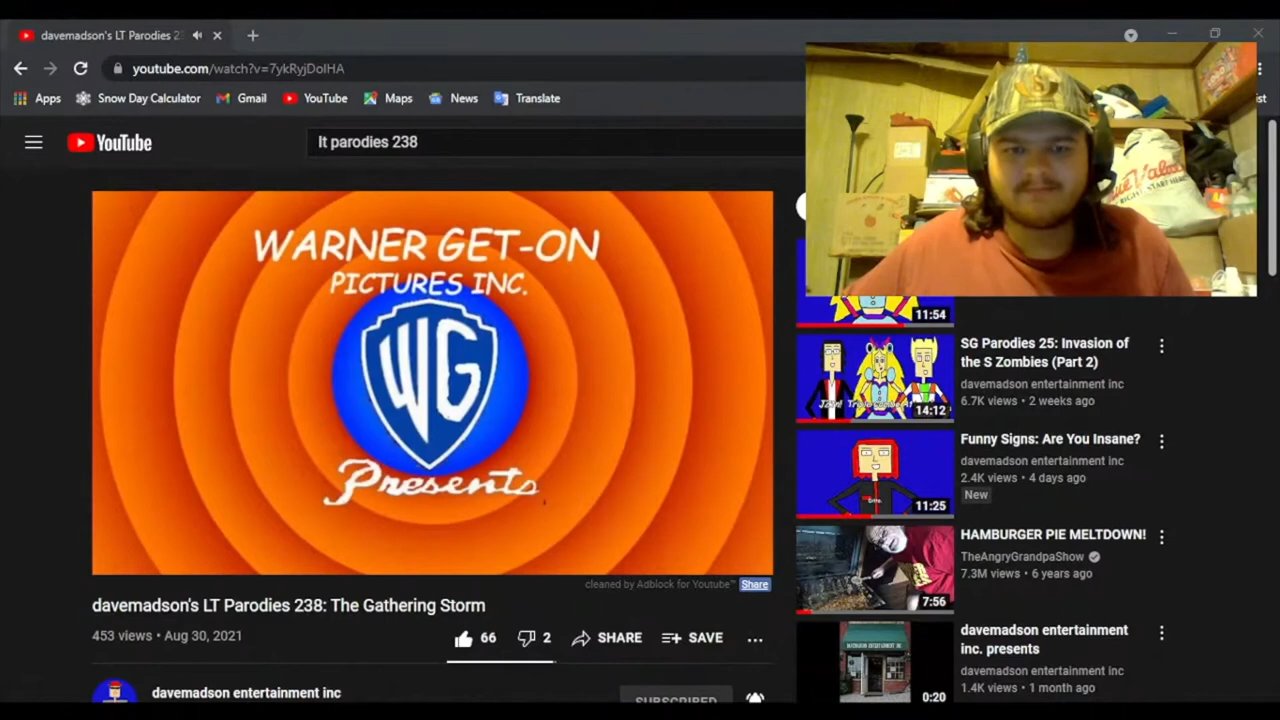 davemadson's LT Parodies 23
youtube.com/watch?v=7ykRyjDoIHA
Apps Snow Day Calculator Gmail YouTube Maps News Translate
YouTube
lt parodies 238
WARNER GET-ON
PICTURES INC.
WG
Presents
cleaned by Adblock for Youtube™ Share
davemadson's LT Parodies 238: The Gathering Storm
453 views • Aug 30, 2021
66 2 SHARE SAVE
davemadson entertainment inc
SUBSCRIBED
RIGHT. START HERE.
11:54
SG Parodies 25: Invasion of
the S Zombies (Part 2)
davemadson entertainment inc
6.7K views • 2 weeks ago
14:12
Funny Signs: Are You Insane?
davemadson entertainment inc
2.4K views • 4 days ago
New
11:25
HAMBURGER PIE MELTDOWN!
TheAngryGrandpaShow
7.3M views • 6 years ago
7:56
davemadson entertainment
inc. presents
davemadson entertainment inc
1.4K views • 1 month ago
0:20